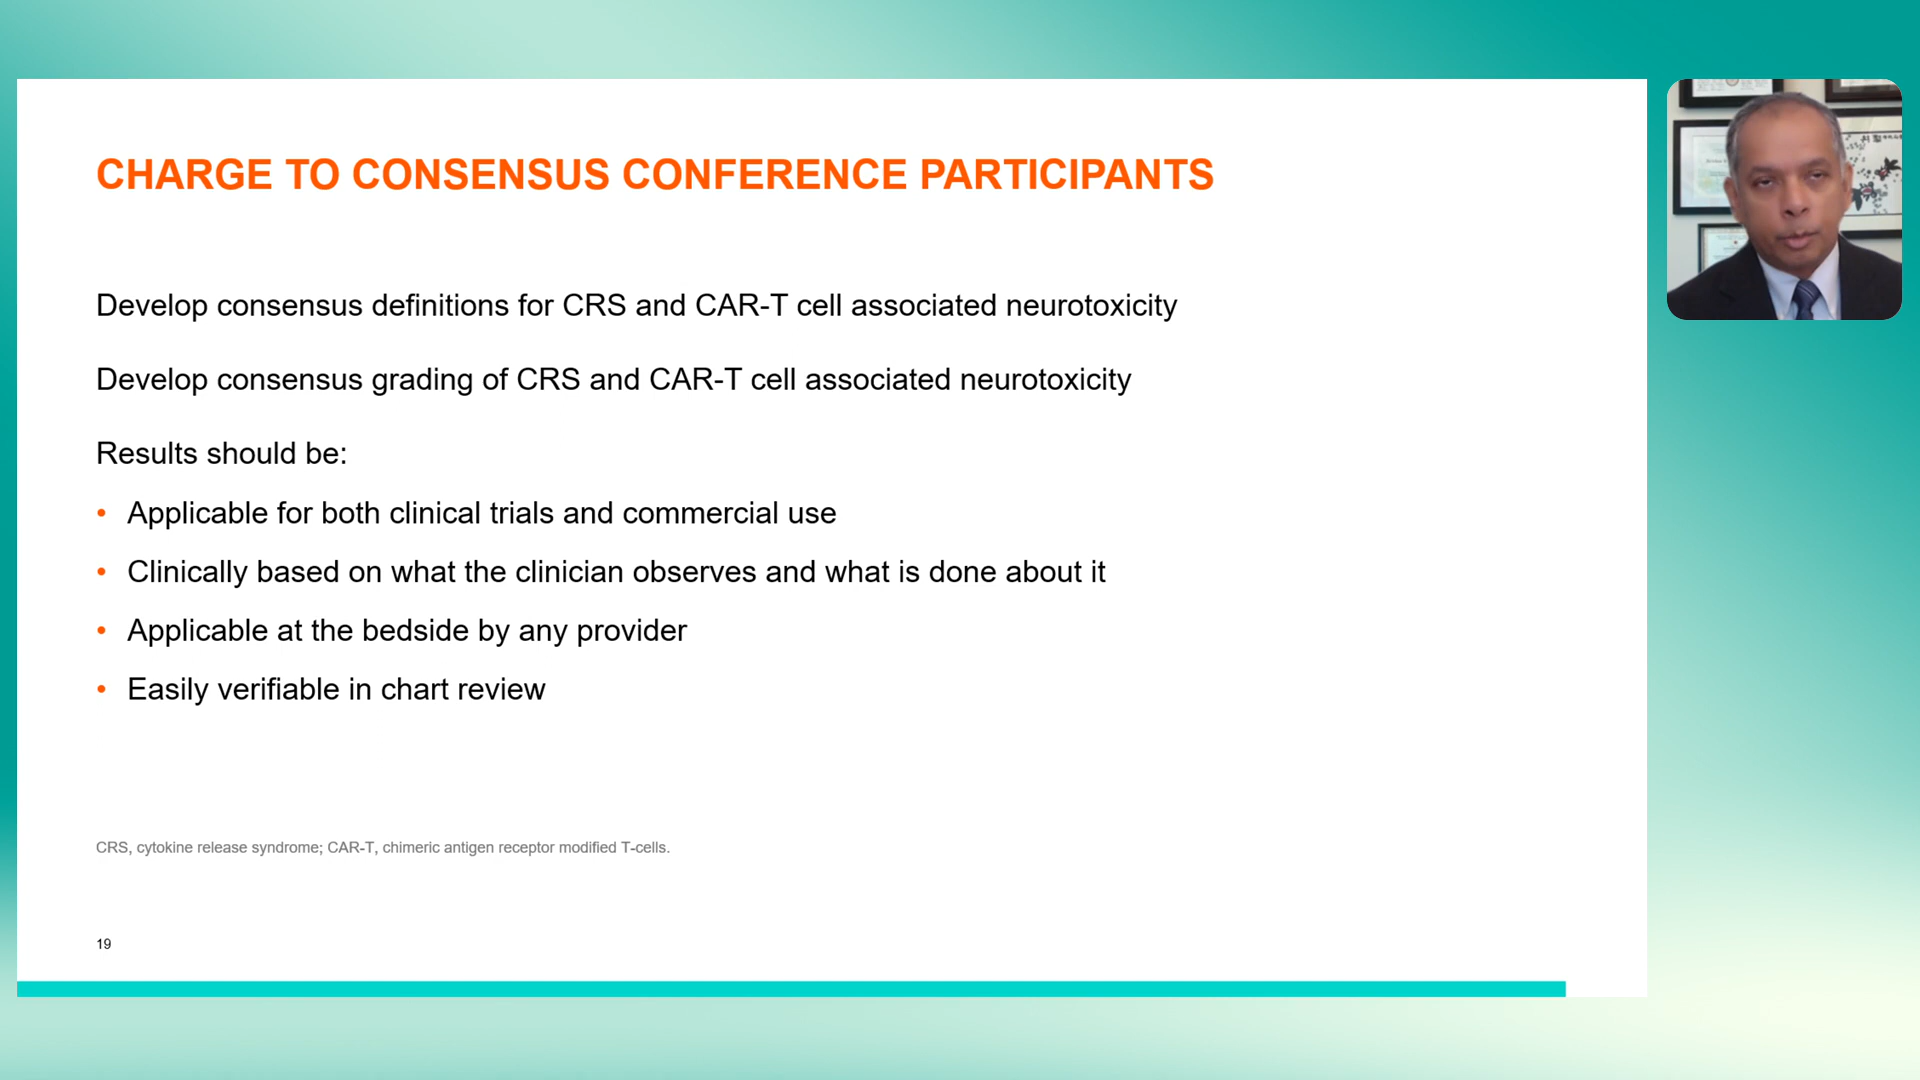 CHARGE TO CONSENSUS CONFERENCE PARTICIPANTS
Develop consensus definitions for CRS and CAR-T cell associated neurotoxicity
Develop consensus grading of CRS and CAR-T cell associated neurotoxicity
Results should be:
• Applicable for both clinical trials and commercial use
• Clinically based on what the clinician observes and what is done about it
• Applicable at the bedside by any provider
• Easily verifiable in chart review
CRS, cytokine release syndrome; CAR-T, chimeric antigen receptor modified T-cells.
19